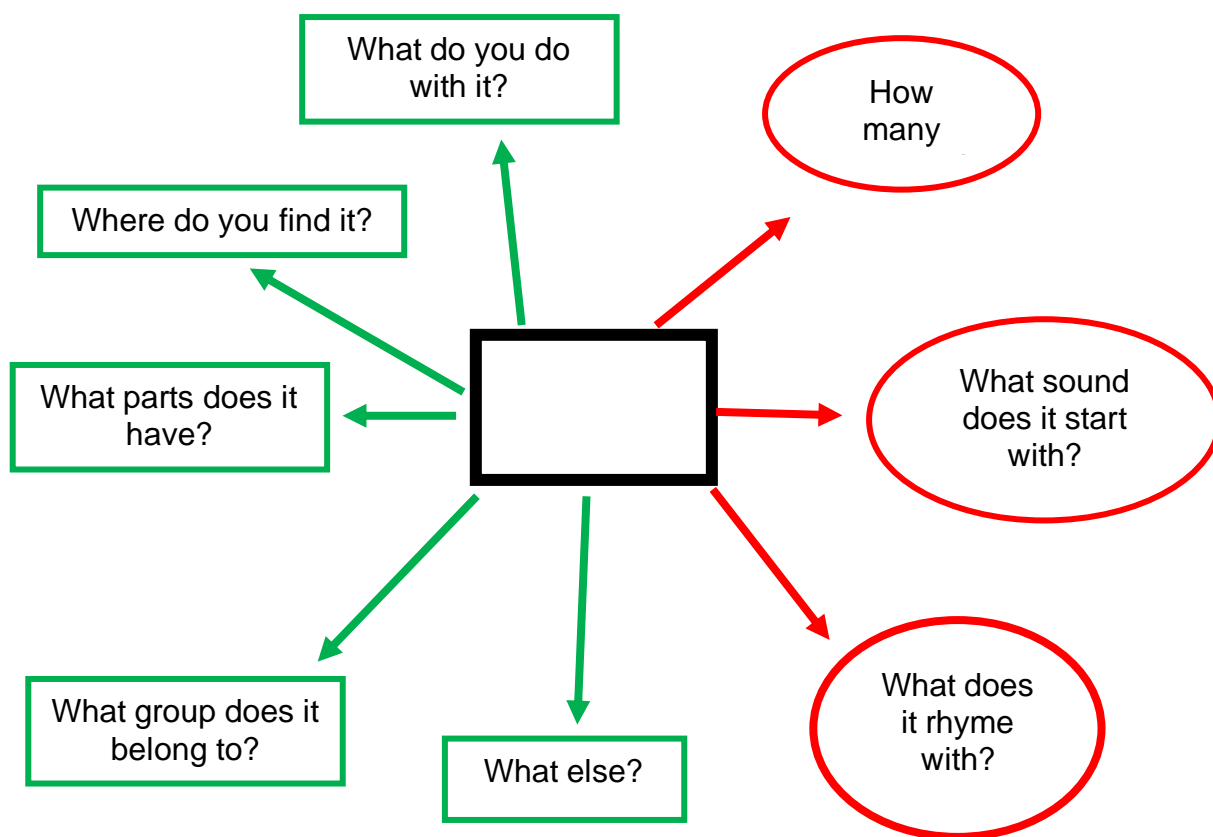 What do you do
with it?
How
many
Where do you find it?
What parts does it
have?
What sound
does it start
with?
What group does it
belong to?
What else?
What does
it rhyme
with?